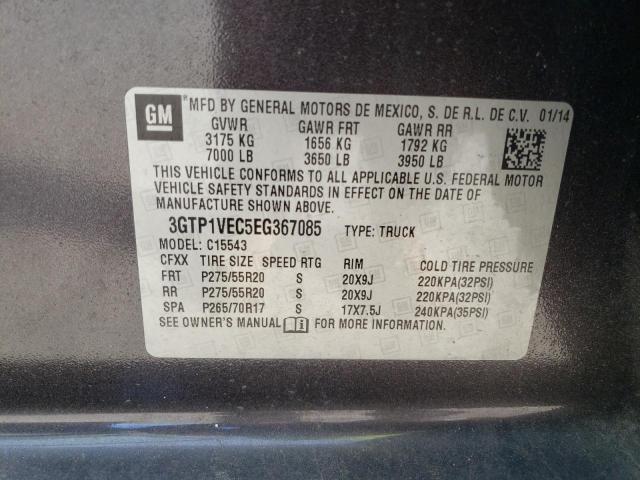 GM *MFD BY GENERAL MOTORS DE MEXICO, S. DE R.L. DE C.V. 01/14
GVWR GAWR FRT GAWR RR
3175 KG 1656 KG 1792 KG
7000 LB 3650 LB 3950 LB
THIS VEHICLE CONFORMS TO ALL APPLICABLE U.S. FEDERAL MOTOR
VEHICLE SAFETY STANDARDS IN EFFECT ON THE DATE OF
MANUFACTURE SHOWN ABOVE.
3GTP1VEC5EG367085 TYPE: TRUCK
MODEL: C15543
CFXX TIRE SIZE SPEED RTG RIM COLD TIRE PRESSURE
FRT P275/55R20 S 20X9J 220KPA(32PSI)
RR P275/55R20 S 20X9J 220KPA(32PSI)
SPA P265/70R17 S 17X7.5J 240KPA(35PSI)
SEE OWNER'S MANUAL FOR MORE INFORMATION.